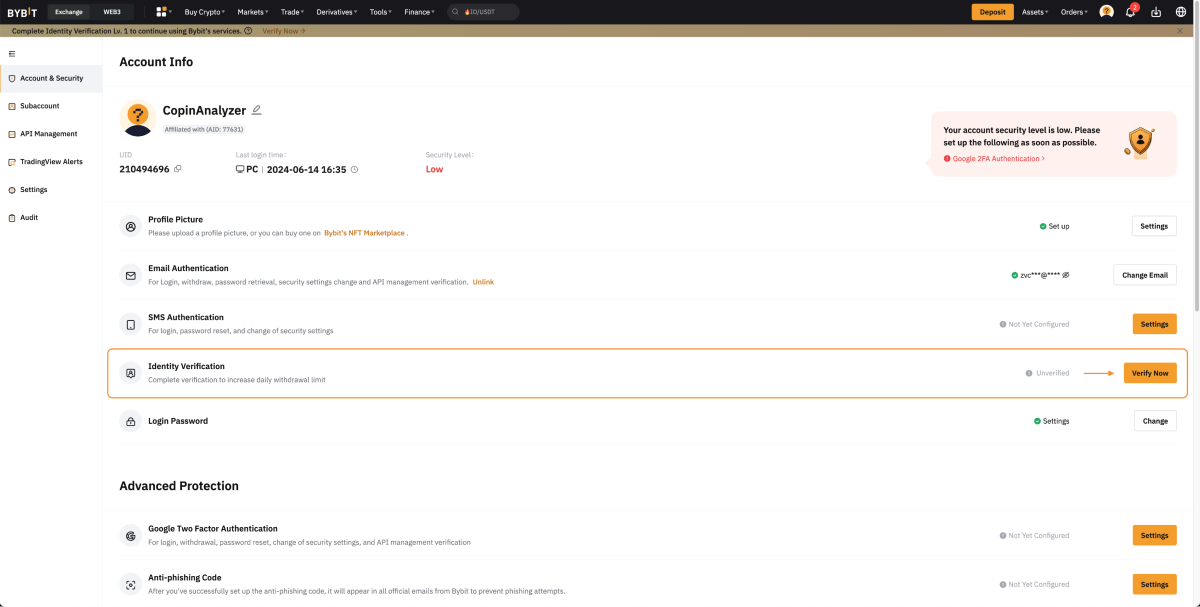 BYBIT Exchange WEB3 Buy Crypto Markets Trade Derivatives Tools Finance IO/USDT Deposit Assets Orders 2
Complete Identity Verification Lv. 1 to continue using Bybit's services. Verify Now
Account & Security
Subaccount
API Management
TradingView Alerts
Settings
Audit
Account Info
CopinAnalyzer
Affiliated with (AID: 77631)
UID
210494696
Last login time:
PC | 2024-06-14 16:35
Security Level:
Low
Your account security level is low. Please
set up the following as soon as possible.
Google 2FA Authentication >
Profile Picture
Please upload a profile picture, or you can buy one on Bybit's NFT Marketplace .
Set up
Settings
Email Authentication
For Login, withdraw, password retrieval, security settings change and API management verification. Unlink
zvc***@****
Change Email
SMS Authentication
For login, password reset, and change of security settings
Not Yet Configured
Settings
Identity Verification
Complete verification to increase daily withdrawal limit
Unverified
Verify Now
Login Password
Settings
Change
Advanced Protection
Google Two Factor Authentication
For login, withdrawal, password reset, change of security settings, and API management verification
Not Yet Configured
Settings
Anti-phishing Code
After you've successfully set up the anti-phishing code, it will appear in all official emails from Bybit to prevent phishing attempts.
Not Yet Configured
Settings